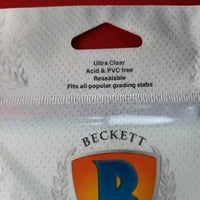 Ultra Clear
Acid & PVC free
Resealable
Fits all popular grading slabs
BECKETT
B